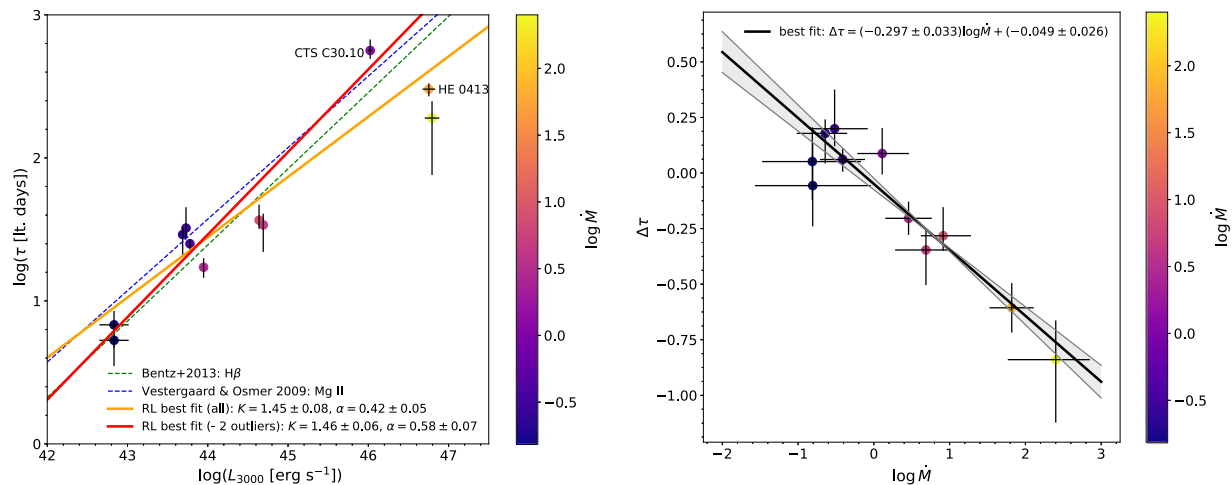 3
2
1
0
log(τ [lt. days])
CTS C30.10
HE 0413
Bentz+2013: Hβ
Vestergaard & Osmer 2009: Mg II
RL best fit (all): K = 1.45 ± 0.08, α = 0.42 ± 0.05
RL best fit (- 2 outliers): K = 1.46 ± 0.06, α = 0.58 ± 0.07
42 43 44 45 46 47
log(L₃₀₀₀ [erg s⁻¹])
2.0
1.5
1.0
0.5
0.0
−0.5
log Ṁ
best fit: Δτ = (−0.297 ± 0.033)logṀ + (−0.049 ± 0.026)
0.50
0.25
0.00
−0.25
−0.50
−0.75
−1.00
Δτ
−2 −1 0 1 2 3
log Ṁ
2.0
1.5
1.0
0.5
0.0
−0.5
log Ṁ